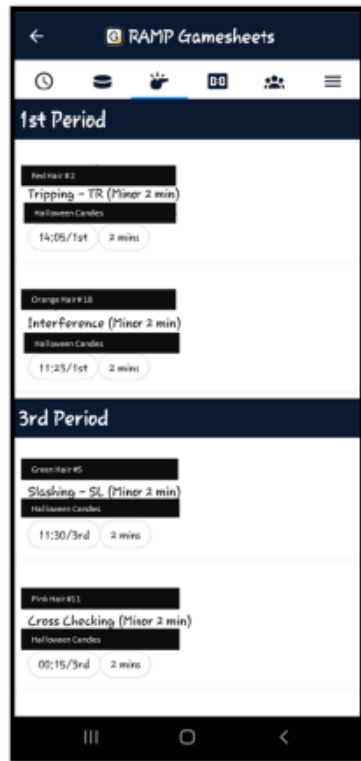 RAMP Gamesheets
1st Period
Red Hair #2
Tripping - TR (Minor 2 min)
Halloween Candies
14:05/1st 2 mins
Orange Hair # 18
Interference (Minor 2 min)
Halloween Candies
11:23/1st 2 mins
3rd Period
Green Hair #5
Slashing - SL (Minor 2 min)
Halloween Candies
11:30/3rd 2 mins
Pink Hair #11
Cross Checking (Minor 2 min)
Halloween Candies
00:15/3rd 2 mins